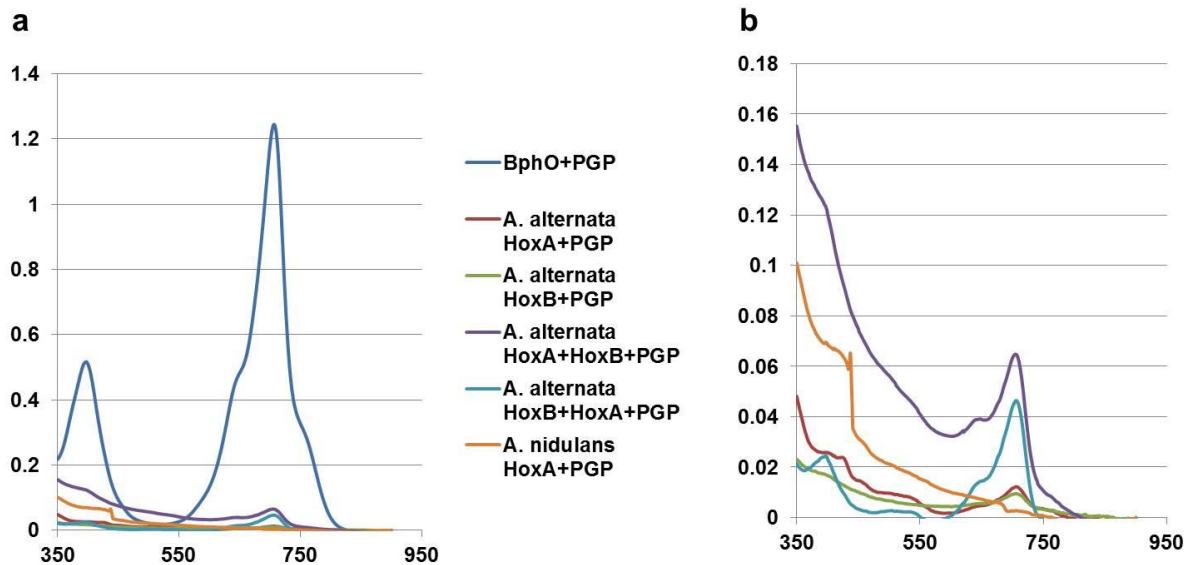 a
1.4
1.2
1
0.8
0.6
0.4
0.2
0
350
550
750
950
BphO+PGP
A. alternata
HoxA+PGP
A. alternata
HoxB+PGP
A. alternata
HoxA+HoxB+PGP
A. alternata
HoxB+HoxA+PGP
A. nidulans
HoxA+PGP
b
0.18
0.16
0.14
0.12
0.1
0.08
0.06
0.04
0.02
0
350
550
750
950